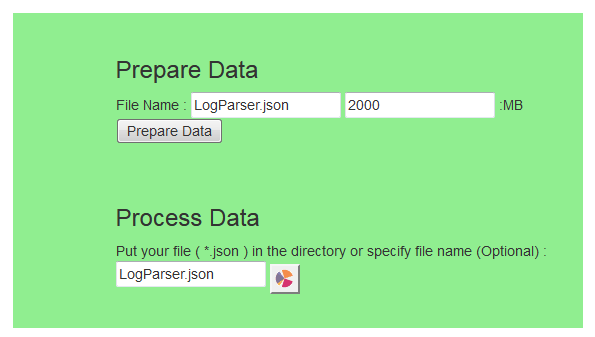 Prepare Data
File Name : LogParser.json 2000 :MB
Prepare Data
Process Data
Put your file ( *.json ) in the directory or specify file name (Optional) :
LogParser.json